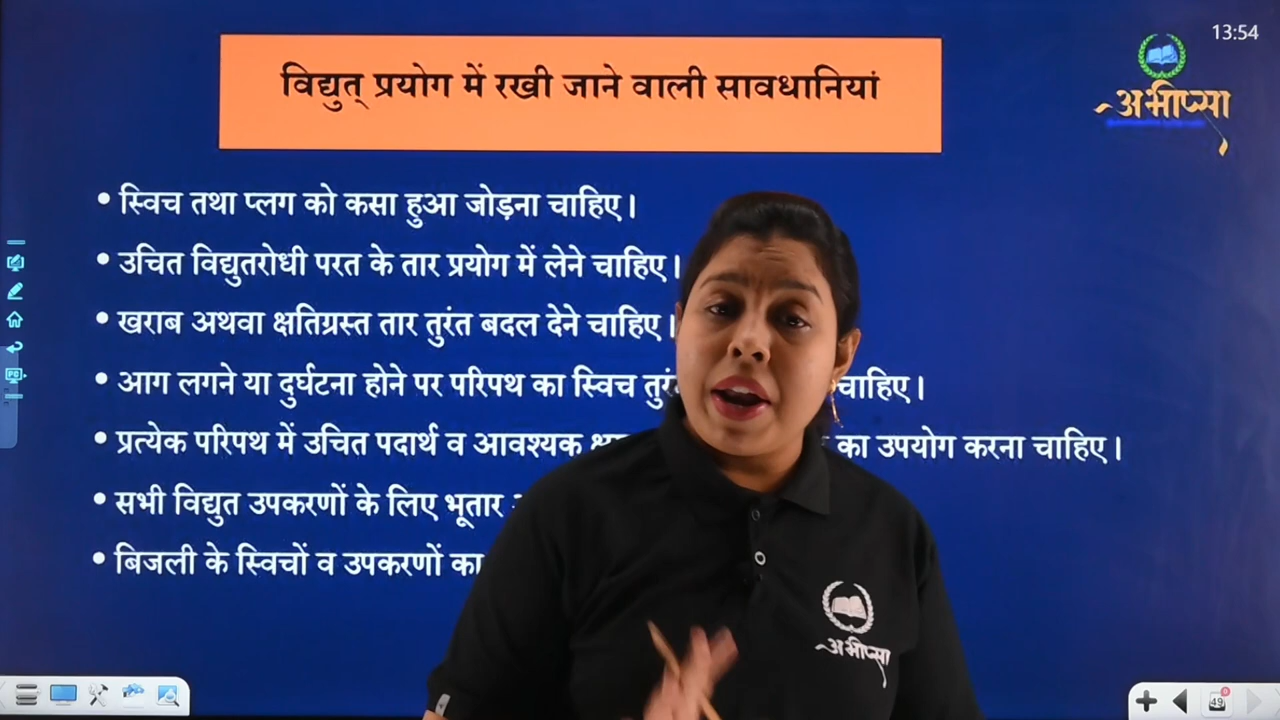 13:54
अभीप्सा
विद्युत् प्रयोग में रखी जाने वाली सावधानियां
• स्विच तथा प्लग को कसा हुआ जोड़ना चाहिए।
• उचित विद्युतरोधी परत के तार प्रयोग में लेने चाहिए।
• खराब अथवा क्षतिग्रस्त तार तुरंत बदल देने चाहिए।
• आग लगने या दुर्घटना होने पर परिपथ का स्विच चाहिए।
• प्रत्येक परिपथ में उचित पदार्थ व आवश्यक का उपयोग करना चाहिए।
• सभी विद्युत उपकरणों के लिए भूतार
• बिजली के स्विचों व उपकरणों का
अभीप्सा
49